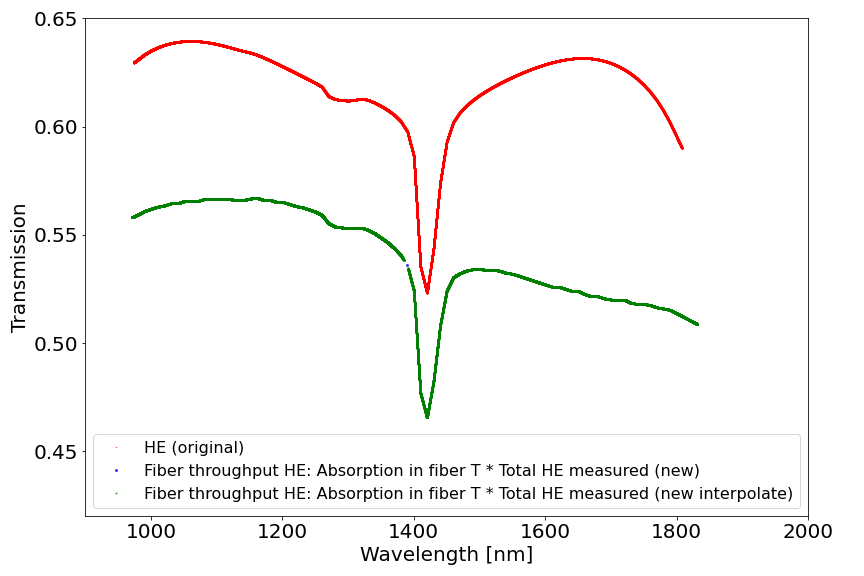 0.65
0.60
0.55
0.50
0.45
Transmission
1000 1200 1400 1600 1800 2000
Wavelength [nm]
HE (original)
Fiber throughput HE: Absorption in fiber T * Total HE measured (new)
Fiber throughput HE: Absorption in fiber T * Total HE measured (new interpolate)